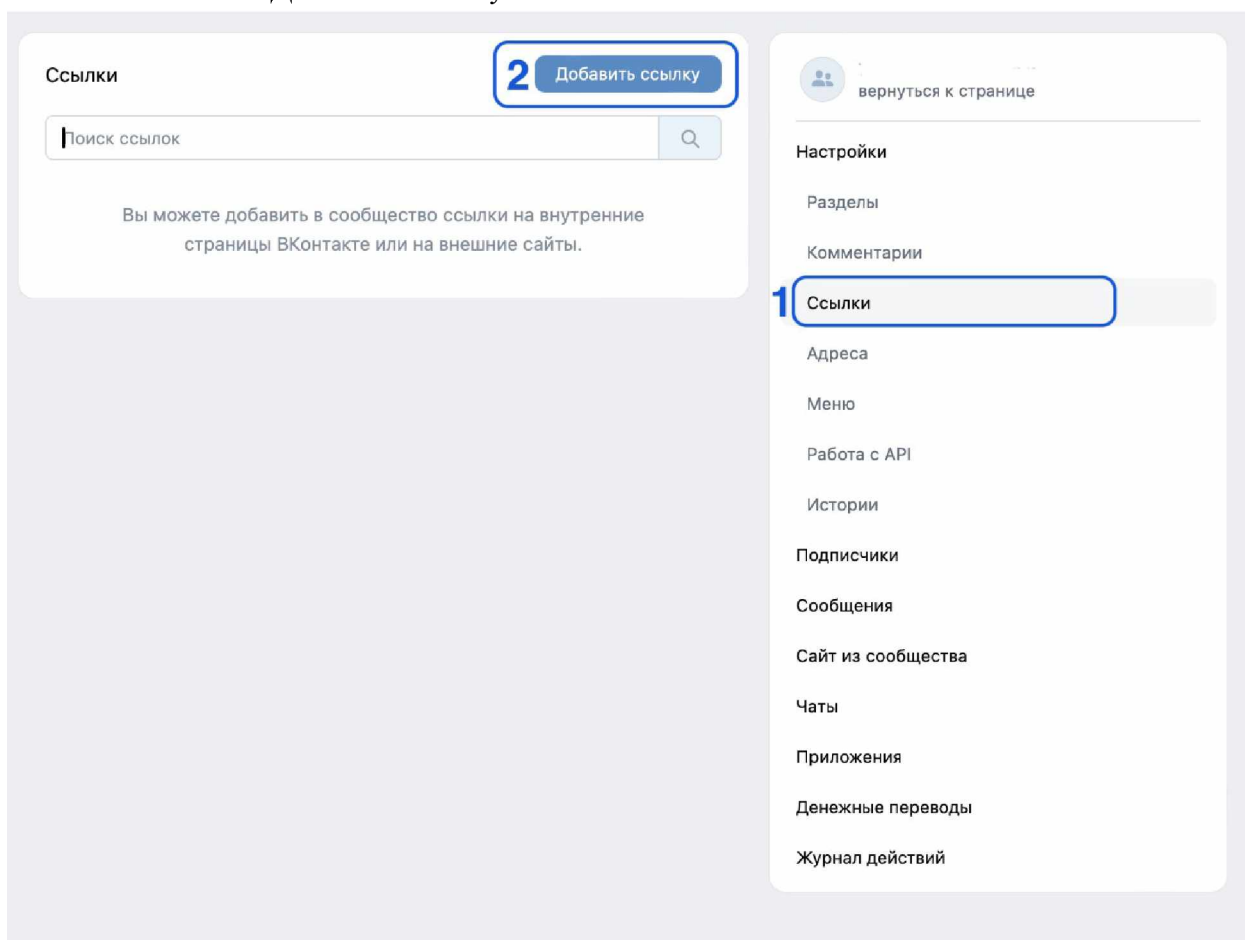 Ссылки
2 Добавить ссылку
Поиск ссылок
Вы можете добавить в сообщество ссылки на внутренние
страницы ВКонтакте или на внешние сайты.
вернуться к странице
Настройки
Разделы
Комментарии
1 Ссылки
Адреса
Меню
Работа с API
Истории
Подписчики
Сообщения
Сайт из сообщества
Чаты
Приложения
Денежные переводы
Журнал действий